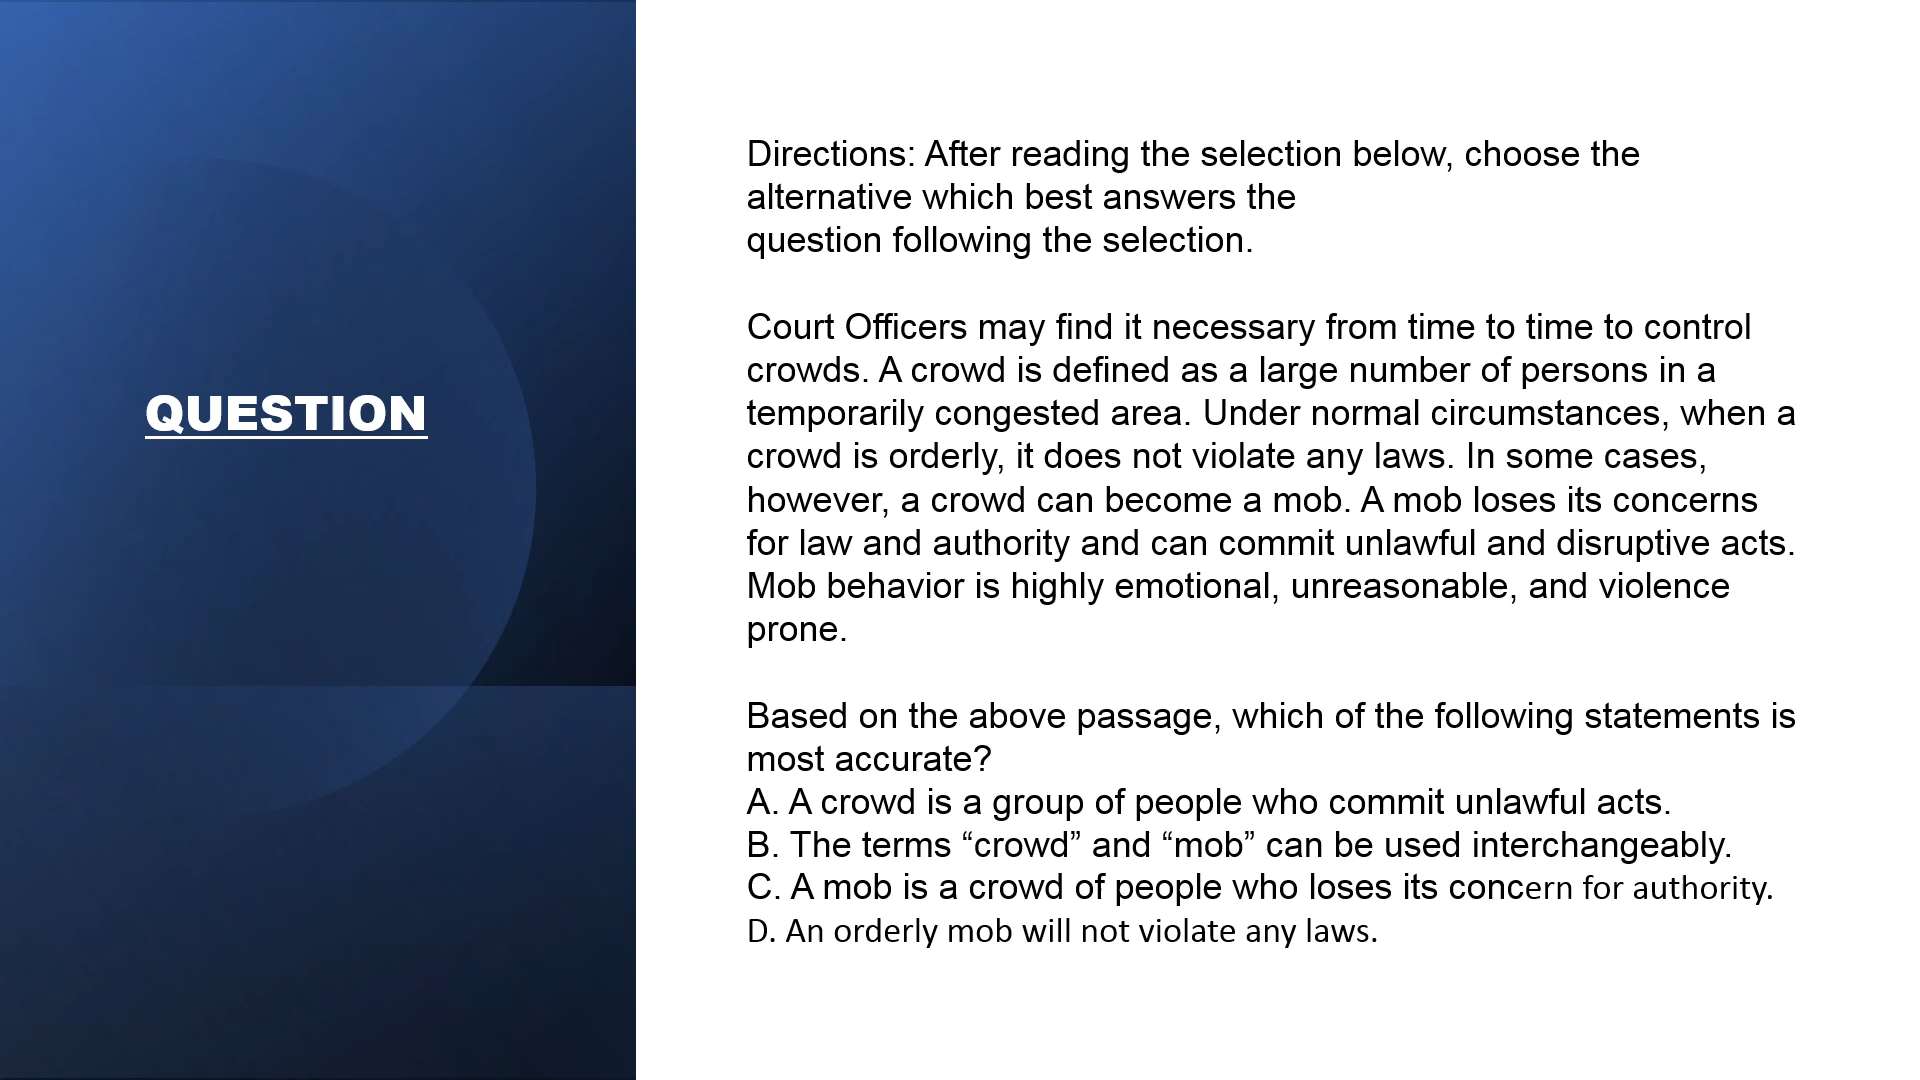 QUESTION
Directions: After reading the selection below, choose the
alternative which best answers the
question following the selection.
Court Officers may find it necessary from time to time to control
crowds. A crowd is defined as a large number of persons in a
temporarily congested area. Under normal circumstances, when a
crowd is orderly, it does not violate any laws. In some cases,
however, a crowd can become a mob. A mob loses its concerns
for law and authority and can commit unlawful and disruptive acts.
Mob behavior is highly emotional, unreasonable, and violence
prone.
Based on the above passage, which of the following statements is
most accurate?
A. A crowd is a group of people who commit unlawful acts.
B. The terms “crowd” and “mob” can be used interchangeably.
C. A mob is a crowd of people who loses its concern for authority.
D. An orderly mob will not violate any laws.